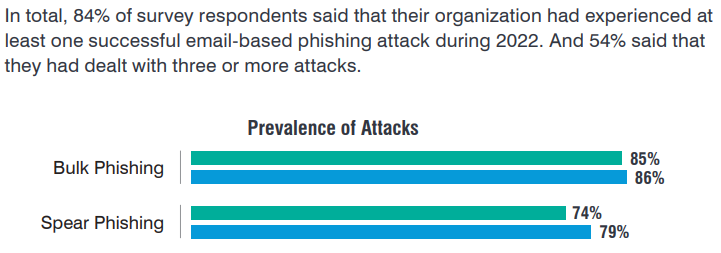 In total, 84% of survey respondents said that their organization had experienced at
least one successful email-based phishing attack during 2022. And 54% said that
they had dealt with three or more attacks.
Prevalence of Attacks
Bulk Phishing
85%
86%
Spear Phishing
74%
79%